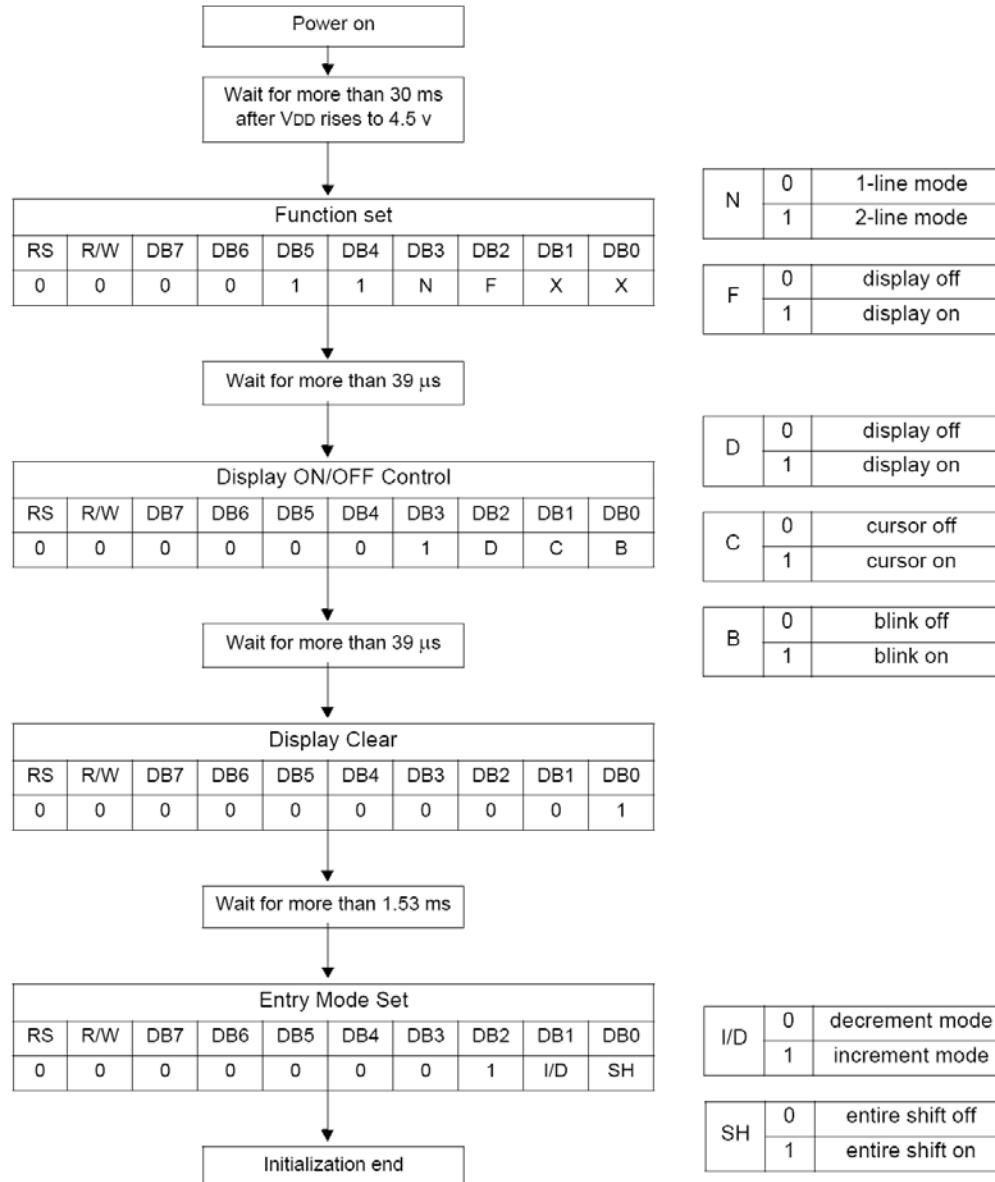 Power on
Wait for more than 30 ms
after VDD rises to 4.5 v
Function set
RS R/W DB7 DB6 DB5 DB4 DB3 DB2 DB1 DB0
0 0 0 0 1 1 N F X X
N 0 1-line mode
1 2-line mode
F 0 display off
1 display on
Wait for more than 39 μs
Display ON/OFF Control
RS R/W DB7 DB6 DB5 DB4 DB3 DB2 DB1 DB0
0 0 0 0 0 0 1 D C B
D 0 display off
1 display on
C 0 cursor off
1 cursor on
B 0 blink off
1 blink on
Wait for more than 39 μs
Display Clear
RS R/W DB7 DB6 DB5 DB4 DB3 DB2 DB1 DB0
0 0 0 0 0 0 0 0 0 1
Wait for more than 1.53 ms
Entry Mode Set
RS R/W DB7 DB6 DB5 DB4 DB3 DB2 DB1 DB0
0 0 0 0 0 0 0 1 I/D SH
I/D 0 decrement mode
1 increment mode
SH 0 entire shift off
1 entire shift on
Initialization end